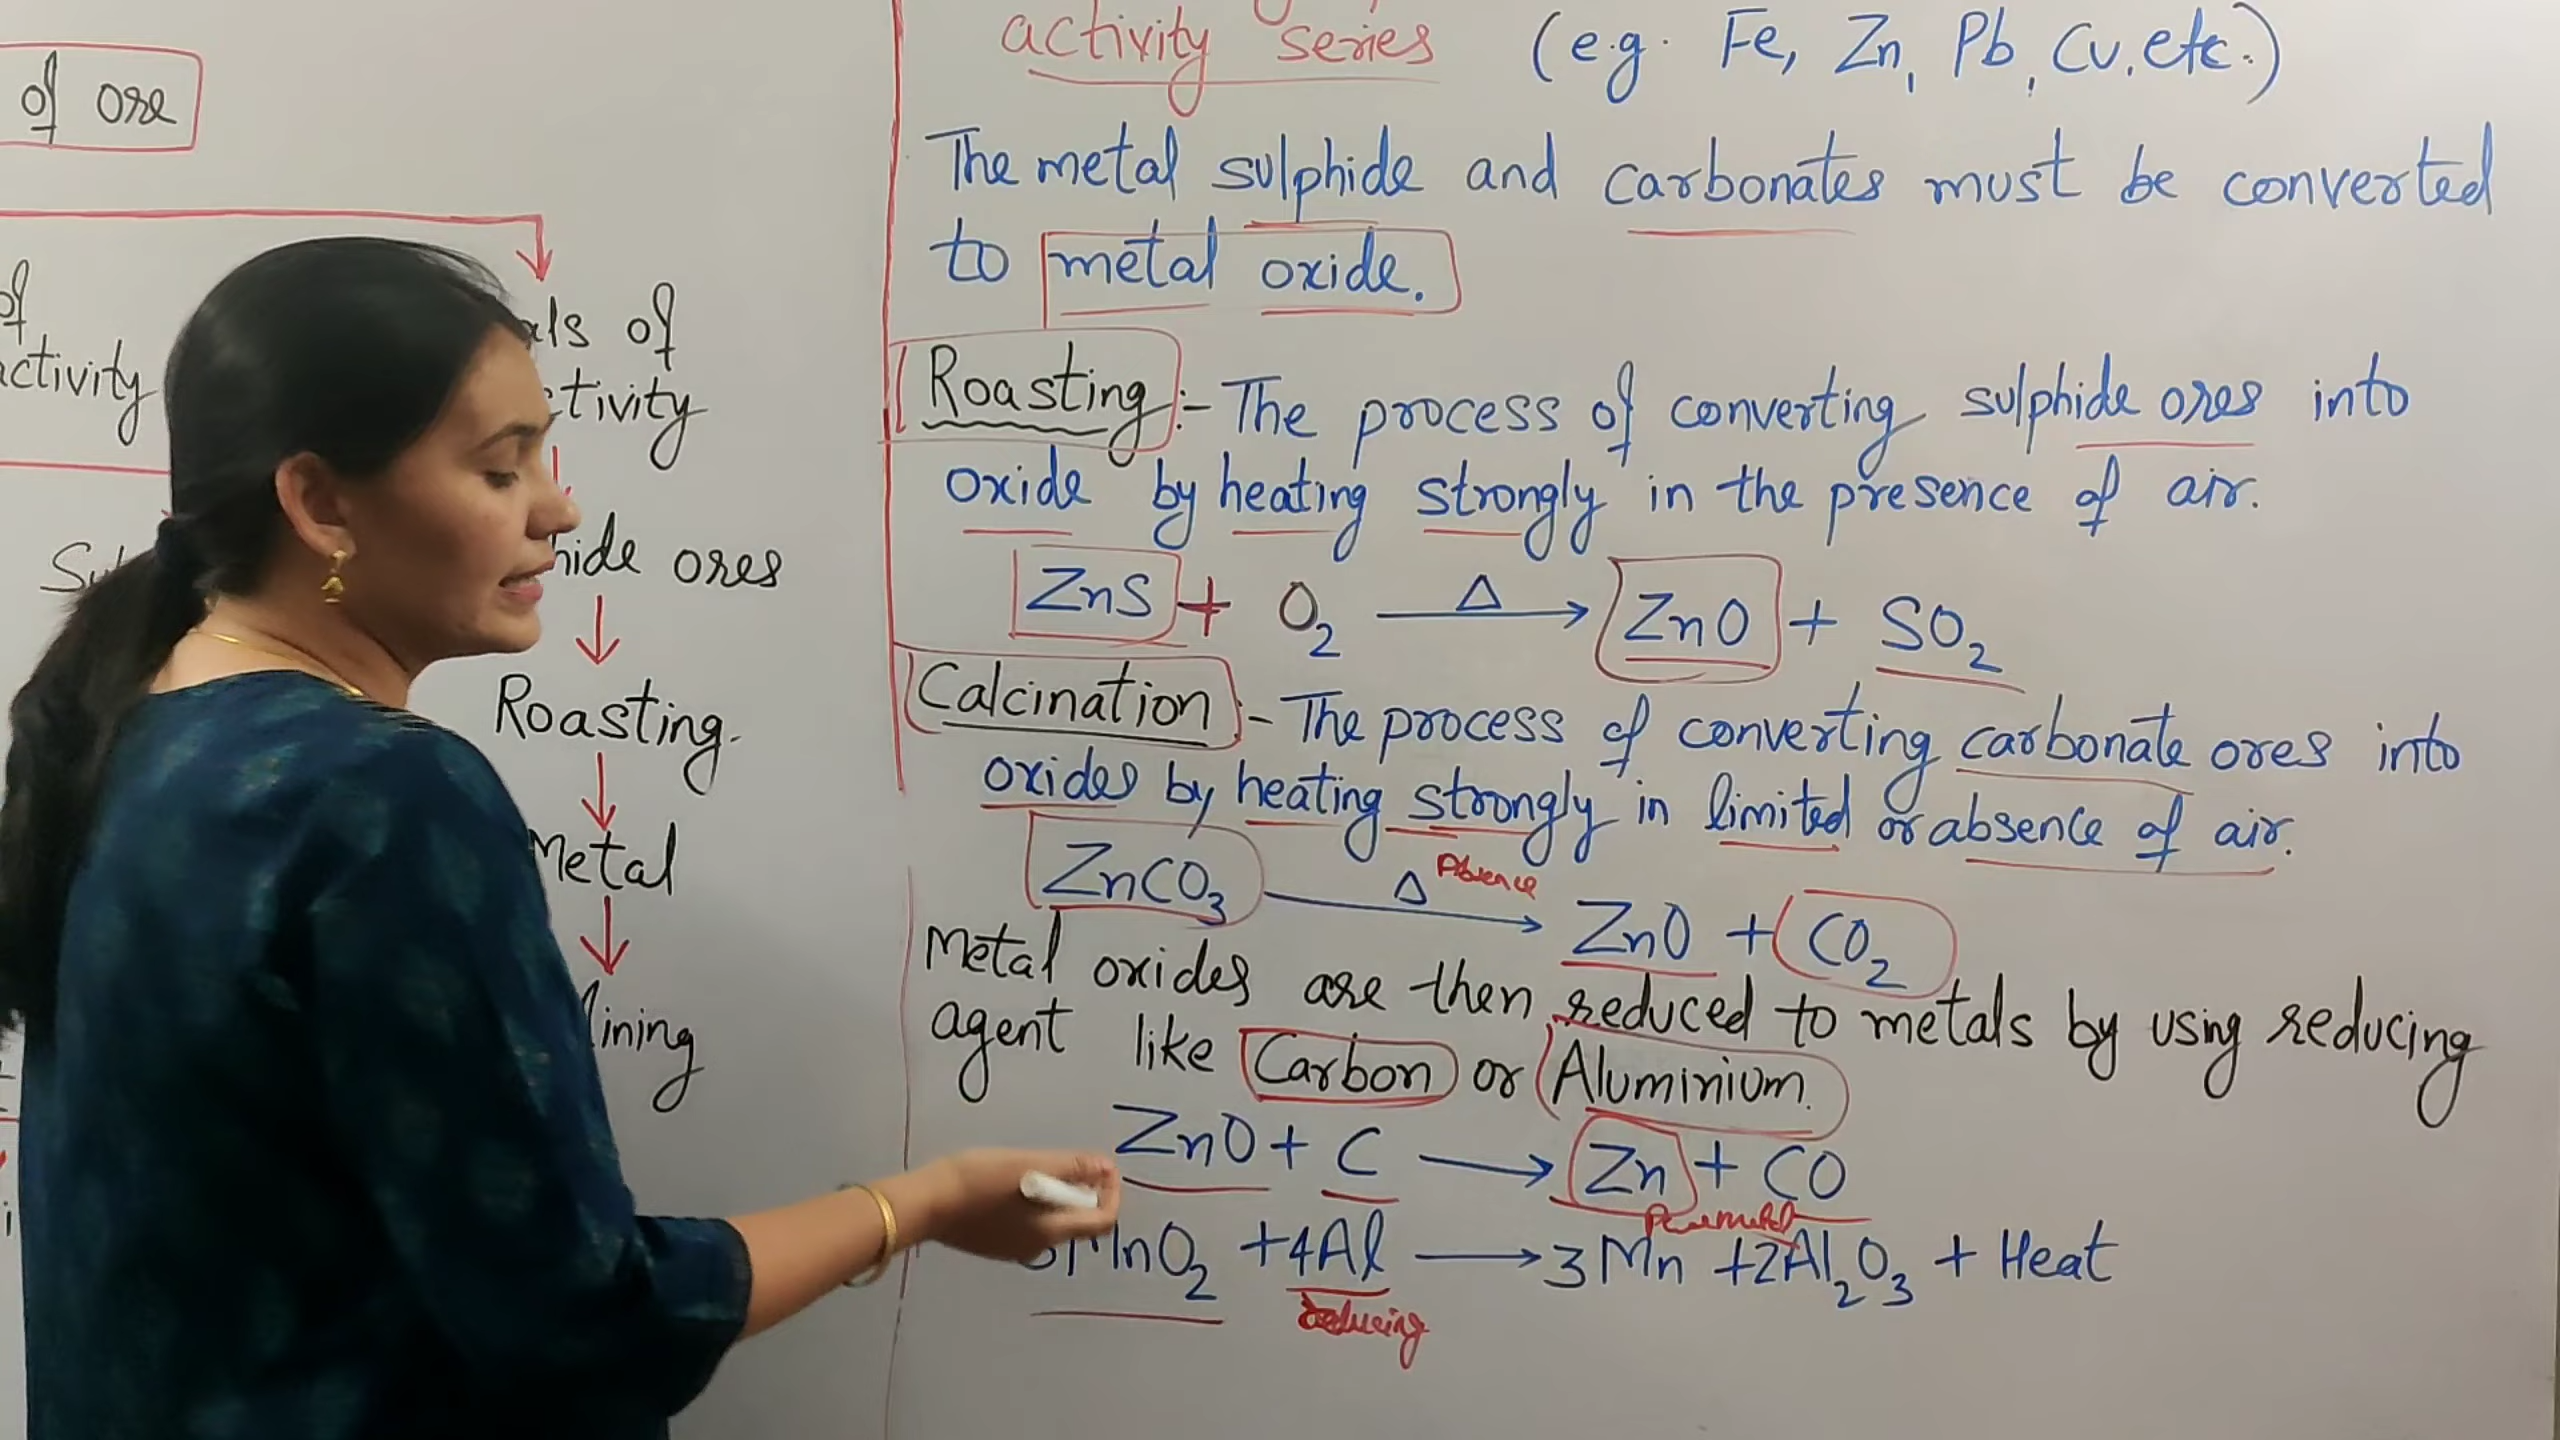 of ore
of
activity
als of
ctivity
hide ores
Roasting.
Metal
ining
activity series (e.g. Fe, Zn, Pb, Cu, etc.)
The metal sulphide and carbonates must be converted
to metal oxide.
Roasting :- The process of converting sulphide ores into
oxide by heating strongly in the presence of air.
ZnS + O2 —Δ→ ZnO + SO2
Calcination :- The process of converting carbonate ores into
oxides by heating strongly in limited or absence of air.
ZnCO3 —Δ Absence→ ZnO + CO2
Metal oxides are then reduced to metals by using reducing
agent like Carbon or Aluminium.
ZnO + C → Zn + CO
MnO2 + 4Al → 3Mn + 2Al2O3 + Heat
reducing